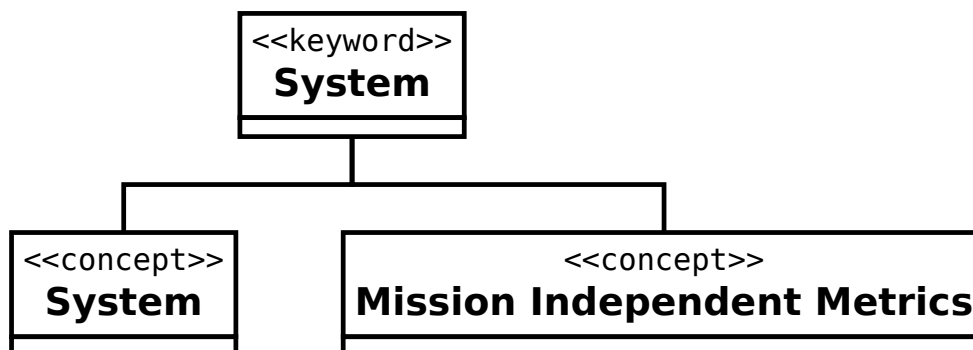 <<keyword>>
System
<<concept>>
System
<<concept>>
Mission Independent Metrics